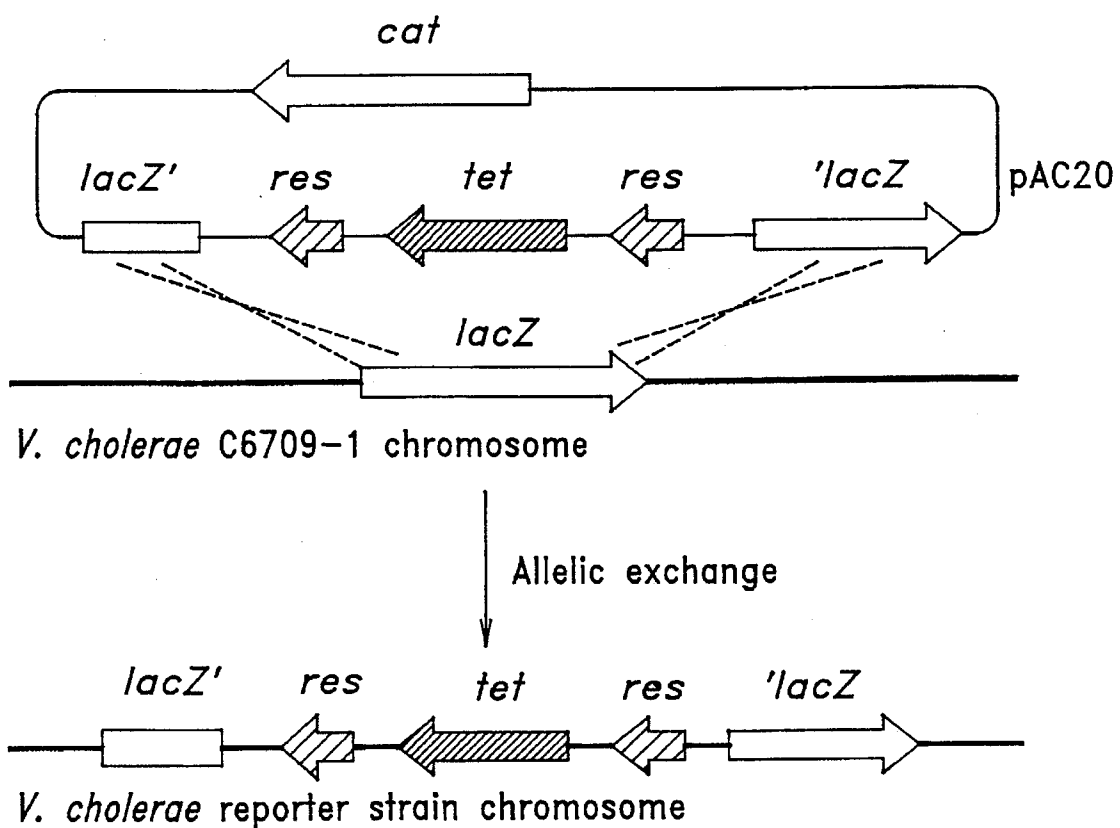 cat
lacZ' res tet res 'lacZ pAC20
lacZ
V. cholerae C6709-1 chromosome
Allelic exchange
lacZ' res tet res 'lacZ
V. cholerae reporter strain chromosome